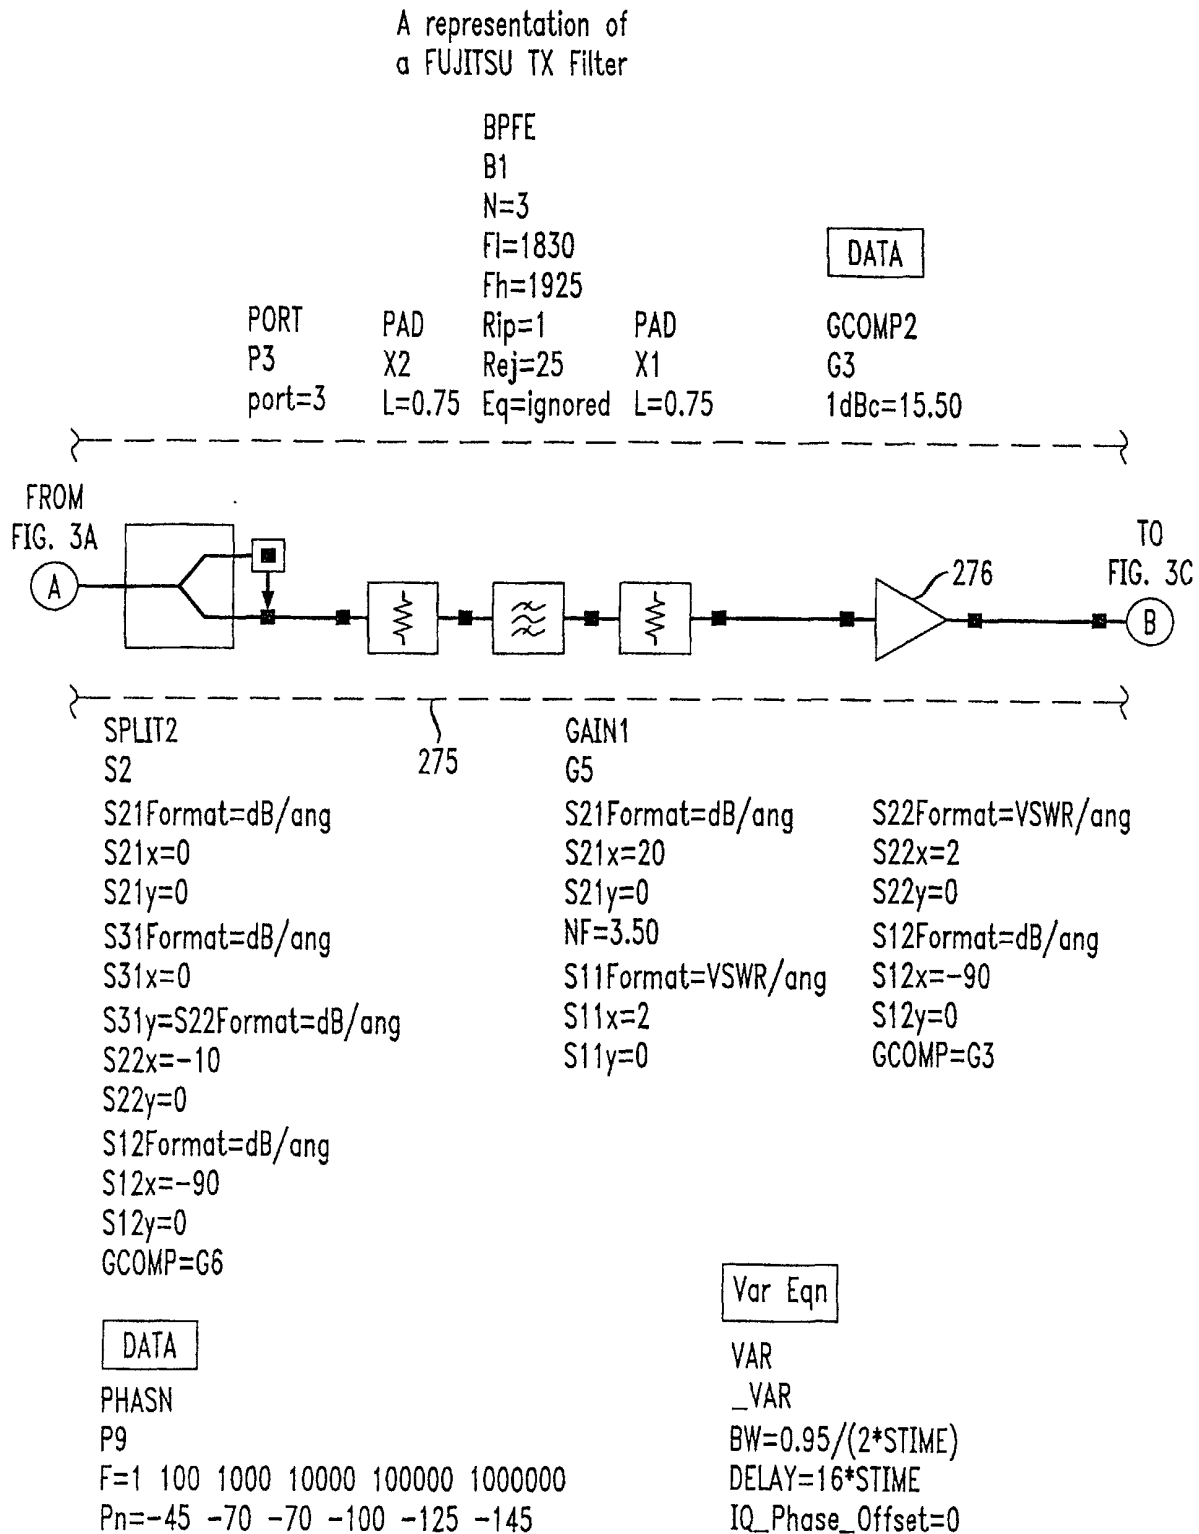 A representation of
a FUJITSU TX Filter
BPFE
B1
N=3
Fl=1830
Fh=1925
Rip=1
Rej=25
Eq=ignored
PORT
P3
port=3
PAD
X2
L=0.75
PAD
X1
L=0.75
DATA
GCOMP2
G3
1dBc=15.50
FROM
FIG. 3A
A
276
TO
FIG. 3C
B
275
SPLIT2
S2
S21Format=dB/ang
S21x=0
S21y=0
S31Format=dB/ang
S31x=0
S31y=S22Format=dB/ang
S22x=-10
S22y=0
S12Format=dB/ang
S12x=-90
S12y=0
GCOMP=G6
GAIN1
G5
S21Format=dB/ang
S21x=20
S21y=0
NF=3.50
S11Format=VSWR/ang
S11x=2
S11y=0
S22Format=VSWR/ang
S22x=2
S22y=0
S12Format=dB/ang
S12x=-90
S12y=0
GCOMP=G3
DATA
PHASN
P9
F=1 100 1000 10000 100000 1000000
Pn=-45 -70 -70 -100 -125 -145
Var Eqn
VAR
_VAR
BW=0.95/(2*STIME)
DELAY=16*STIME
IQ_Phase_Offset=0